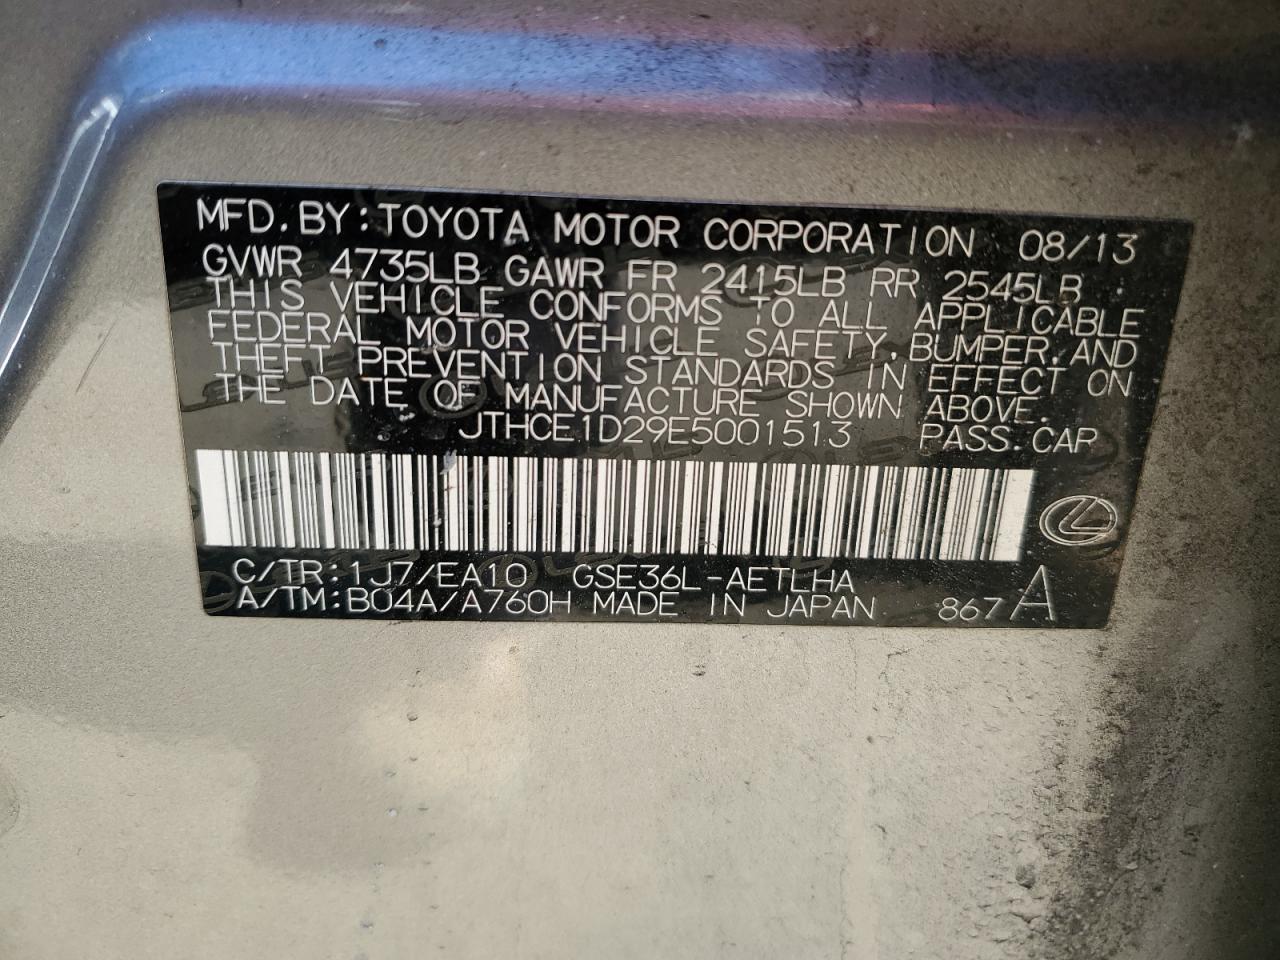 MFD. BY: TOYOTA MOTOR CORPORATION 08/13
GVWR 4735LB GAWR FR 2415LB RR 2545LB
THIS VEHICLE CONFORMS TO ALL APPLICABLE
FEDERAL MOTOR VEHICLE SAFETY, BUMPER, AND
THEFT PREVENTION STANDARDS IN EFFECT ON
THE DATE OF MANUFACTURE SHOWN ABOVE.
JTHCE1D29E5001513 PASS. CAR
C/TR: 1J7/EA10 GSE36L-AETLHA
A/TM: B04A/A760H MADE IN JAPAN 867 A